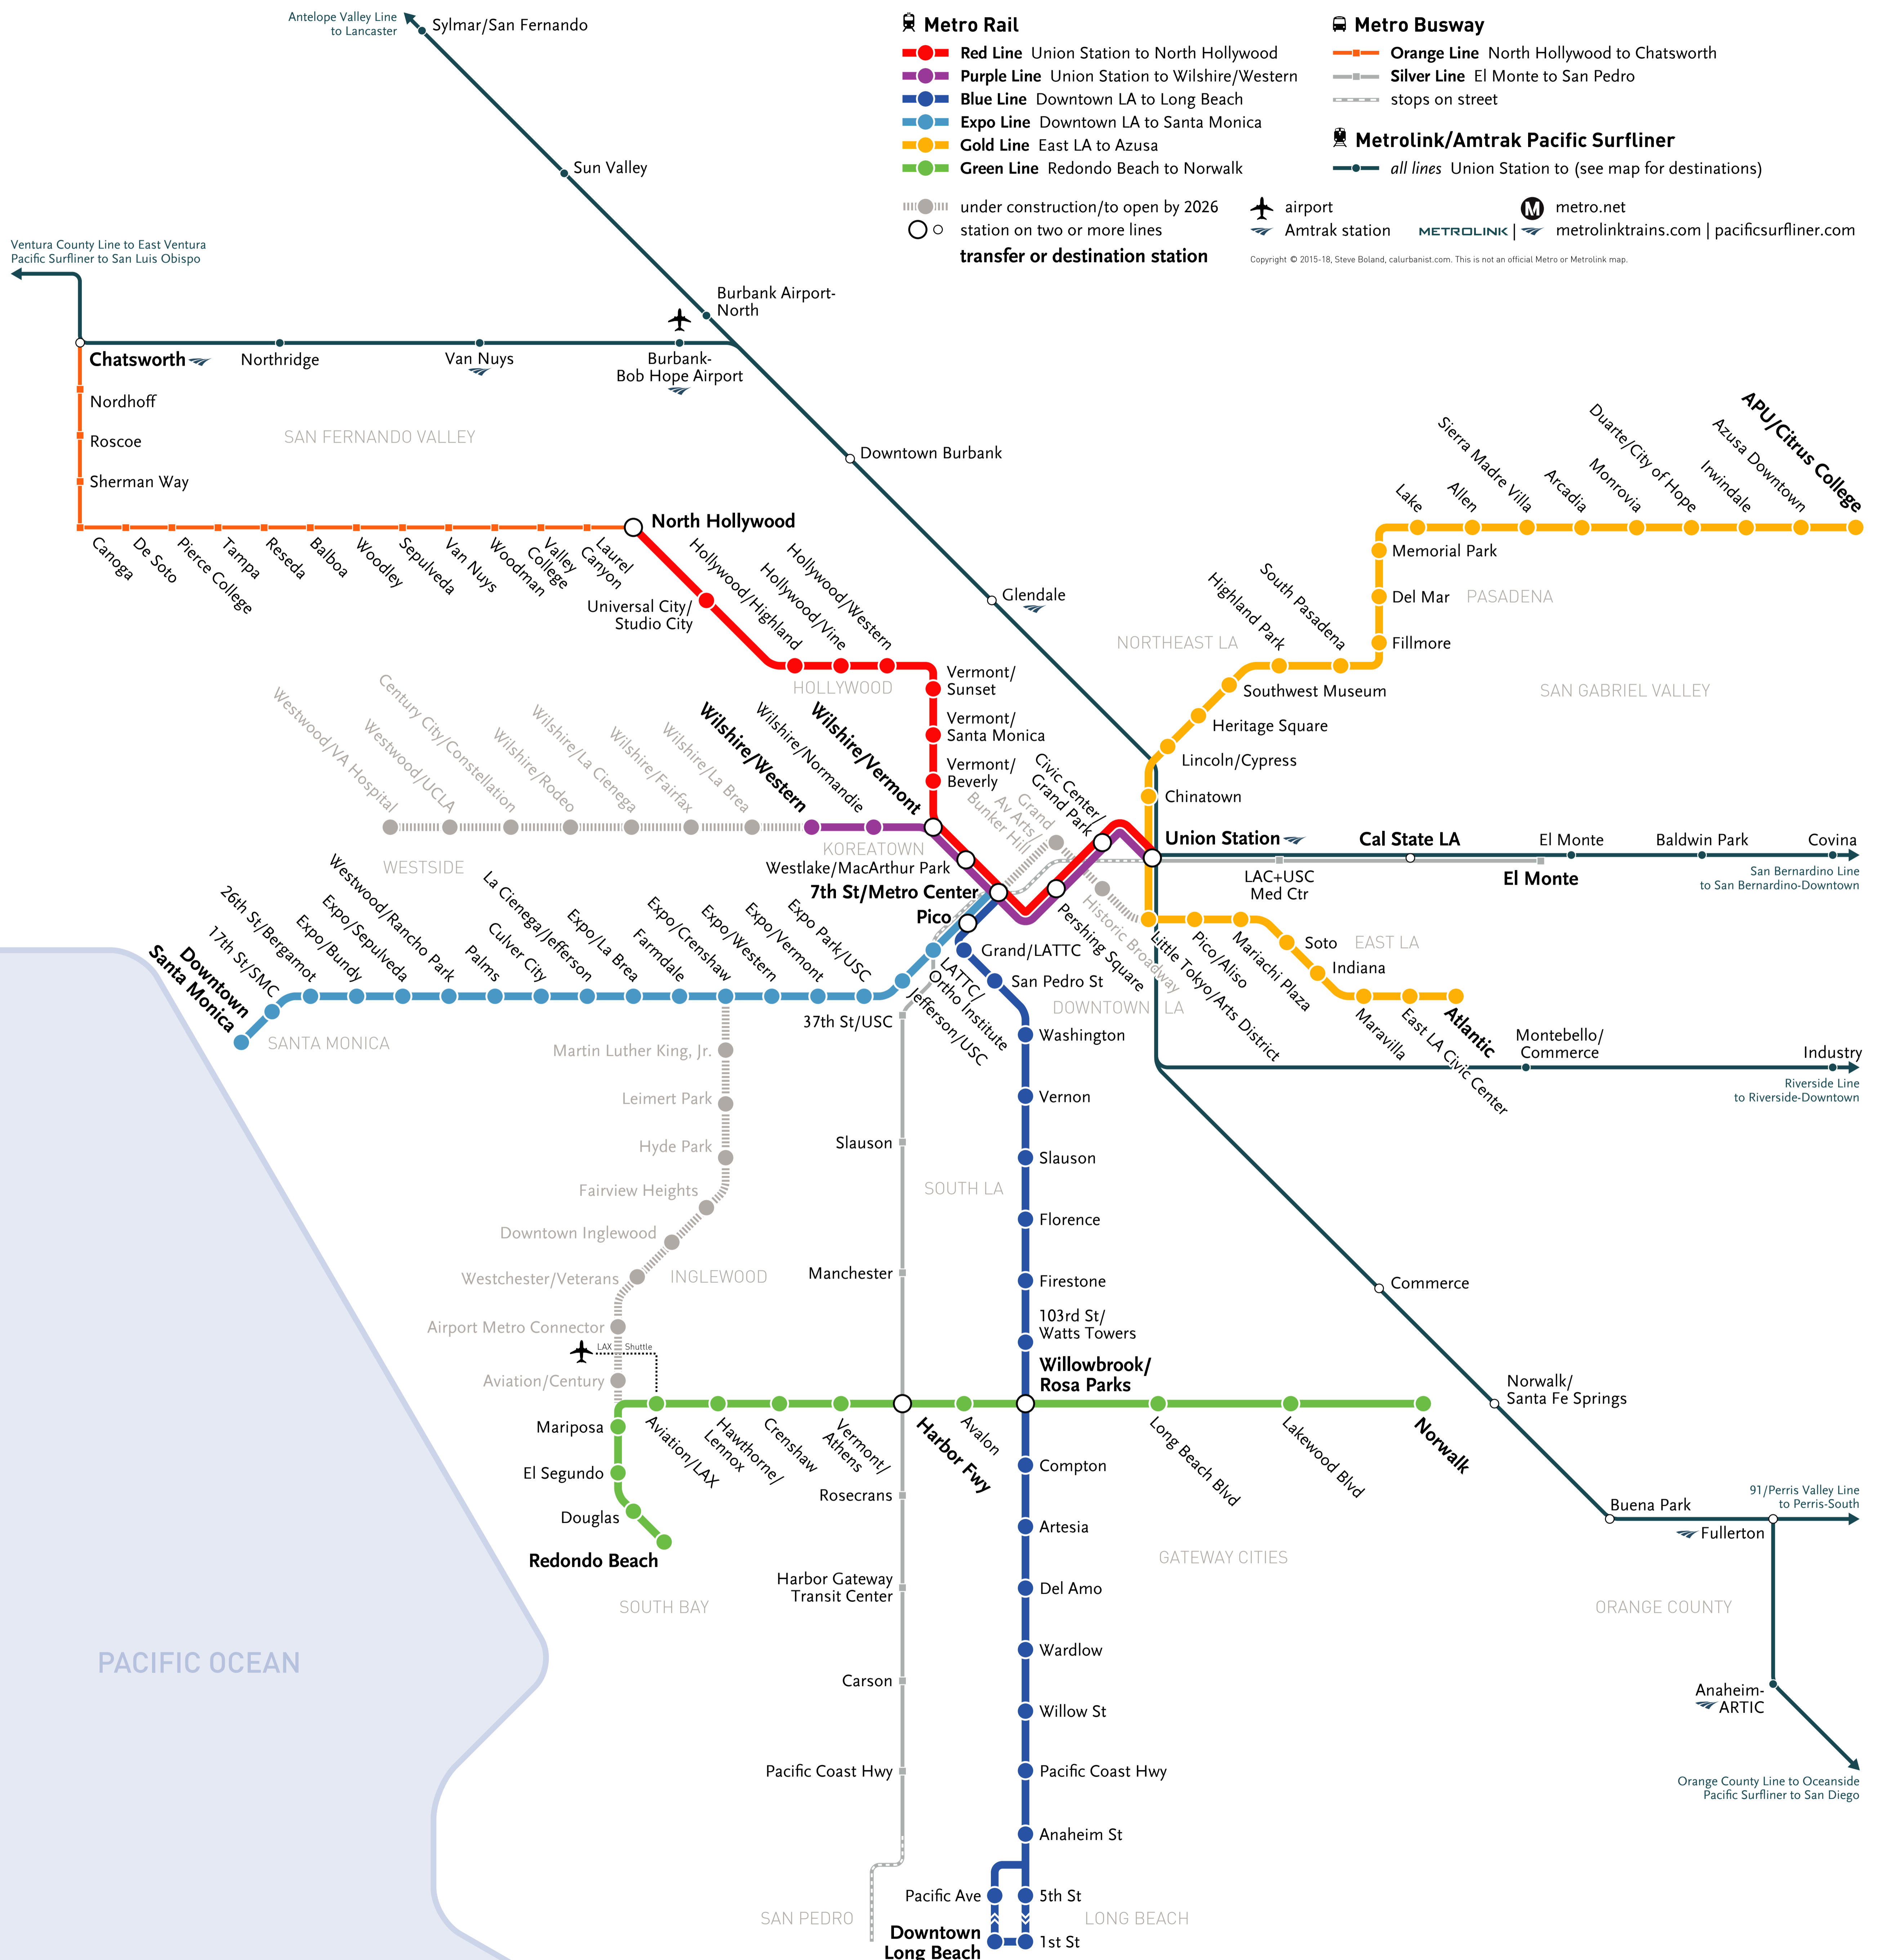 Antelope Valley Line
to Lancaster
Sylmar/San Fernando
Sun Valley
Metro Rail
Red Line Union Station to North Hollywood
Purple Line Union Station to Wilshire/Western
Blue Line Downtown LA to Long Beach
Expo Line Downtown LA to Santa Monica
Gold Line East LA to Azusa
Green Line Redondo Beach to Norwalk
under construction/to open by 2026
station on two or more lines
transfer or destination station
Metro Busway
Orange Line North Hollywood to Chatsworth
Silver Line El Monte to San Pedro
stops on street
Metrolink/Amtrak Pacific Surfliner
all lines Union Station to (see map for destinations)
airport
Amtrak station
M
metro.net
METROLINK | metrolinktrains.com | pacificsurfliner.com
Copyright © 2015-18, Steve Boland, calurbanist.com. This is not an official Metro or Metrolink map.
Ventura County Line to East Ventura
Pacific Surfliner to San Luis Obispo
Burbank Airport-
North
Chatsworth
Northridge
Van Nuys
Burbank-
Bob Hope Airport
Nordhoff
Roscoe
Sherman Way
SAN FERNANDO VALLEY
Downtown Burbank
Glendale
Canoga
De Soto
Pierce College
Tampa
Reseda
Balboa
Woodley
Sepulveda
Van Nuys
Woodman
Valley
College
Laurel
Canyon
North Hollywood
Universal City/
Studio City
Hollywood/Highland
Hollywood/Vine
Hollywood/Western
HOLLYWOOD
Vermont/
Sunset
Vermont/
Santa Monica
Vermont/
Beverly
Lake
Allen
Sierra Madre Villa
Arcadia
Monrovia
Duarte/City of Hope
Irwindale
Azusa Downtown
APU/Citrus College
Memorial Park
Del Mar
PASADENA
Fillmore
NORTHEAST LA
Highland Park
South Pasadena
Southwest Museum
SAN GABRIEL VALLEY
Heritage Square
Lincoln/Cypress
Chinatown
Westwood/VA Hospital
Westwood/UCLA
Century City/Constellation
Wilshire/Rodeo
Wilshire/La Cienega
Wilshire/Fairfax
Wilshire/La Brea
Wilshire/Western
Wilshire/Normandie
Wilshire/Vermont
WESTSIDE
KOREATOWN
Westlake/MacArthur Park
7th St/Metro Center
Pico
Grand
Av Arts/
Bunker Hill
Civic Center/
Grand Park
Pershing Square
Historic Broadway
Union Station
Cal State LA
El Monte
Baldwin Park
Covina
LAC+USC
Med Ctr
El Monte
San Bernardino Line
to San Bernardino-Downtown
Downtown
Santa Monica
17th St/SMC
26th St/Bergamot
Expo/Bundy
Expo/Sepulveda
Westwood/Rancho Park
Palms
Culver City
La Cienega/Jefferson
Expo/La Brea
Farmdale
Expo/Crenshaw
Expo/Western
Expo/Vermont
Expo Park/USC
Jefferson/USC
LATTC/
Ortho Institute
37th St/USC
SANTA MONICA
Grand/LATTC
San Pedro St
DOWNTOWN LA
Little Tokyo/Arts District
Pico/Aliso
Mariachi Plaza
Soto
EAST LA
Indiana
Maravilla
East LA Civic Center
Atlantic
Montebello/
Commerce
Industry
Riverside Line
to Riverside-Downtown
Martin Luther King, Jr.
Leimert Park
Hyde Park
Fairview Heights
Downtown Inglewood
Westchester/Veterans
INGLEWOOD
Airport Metro Connector
LAX Shuttle
Aviation/Century
Slauson
Manchester
SOUTH LA
Washington
Vernon
Slauson
Florence
Firestone
103rd St/
Watts Towers
Willowbrook/
Rosa Parks
Commerce
Norwalk/
Santa Fe Springs
Mariposa
El Segundo
Douglas
Redondo Beach
Aviation/LAX
Hawthorne/
Lennox
Crenshaw
Vermont/
Athens
Harbor Fwy
Avalon
Long Beach Blvd
Lakewood Blvd
Norwalk
Rosecrans
Harbor Gateway
Transit Center
Carson
Pacific Coast Hwy
SOUTH BAY
Compton
Artesia
Del Amo
Wardlow
Willow St
Pacific Coast Hwy
Anaheim St
GATEWAY CITIES
Buena Park
91/Perris Valley Line
to Perris-South
Fullerton
ORANGE COUNTY
Anaheim-
ARTIC
Orange County Line to Oceanside
Pacific Surfliner to San Diego
PACIFIC OCEAN
Pacific Ave
5th St
SAN PEDRO
LONG BEACH
Downtown
Long Beach
1st St